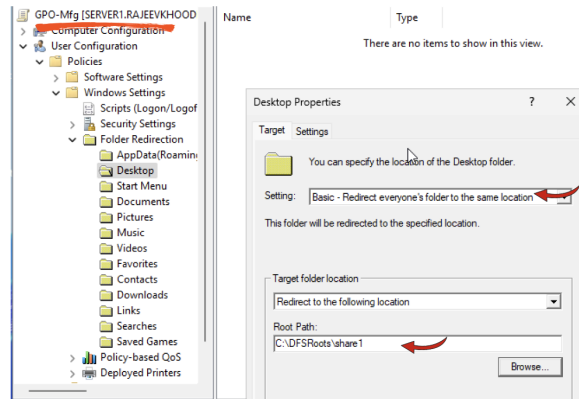 GPO-Mfg [SERVER1.RAJEEVKHOOD
Computer Configuration
User Configuration
Policies
Software Settings
Windows Settings
Scripts (Logon/Logof
Security Settings
Folder Redirection
AppData(Roaming
Desktop
Start Menu
Documents
Pictures
Music
Videos
Favorites
Contacts
Downloads
Links
Searches
Saved Games
Policy-based QoS
Deployed Printers
Name Type
There are no items to show in this view.
Desktop Properties ? X
Target Settings
You can specify the location of the Desktop folder.
Setting: Basic - Redirect everyone's folder to the same location
This folder will be redirected to the specified location.
Target folder location
Redirect to the following location
Root Path:
C:\DFSRoots\share1
Browse...